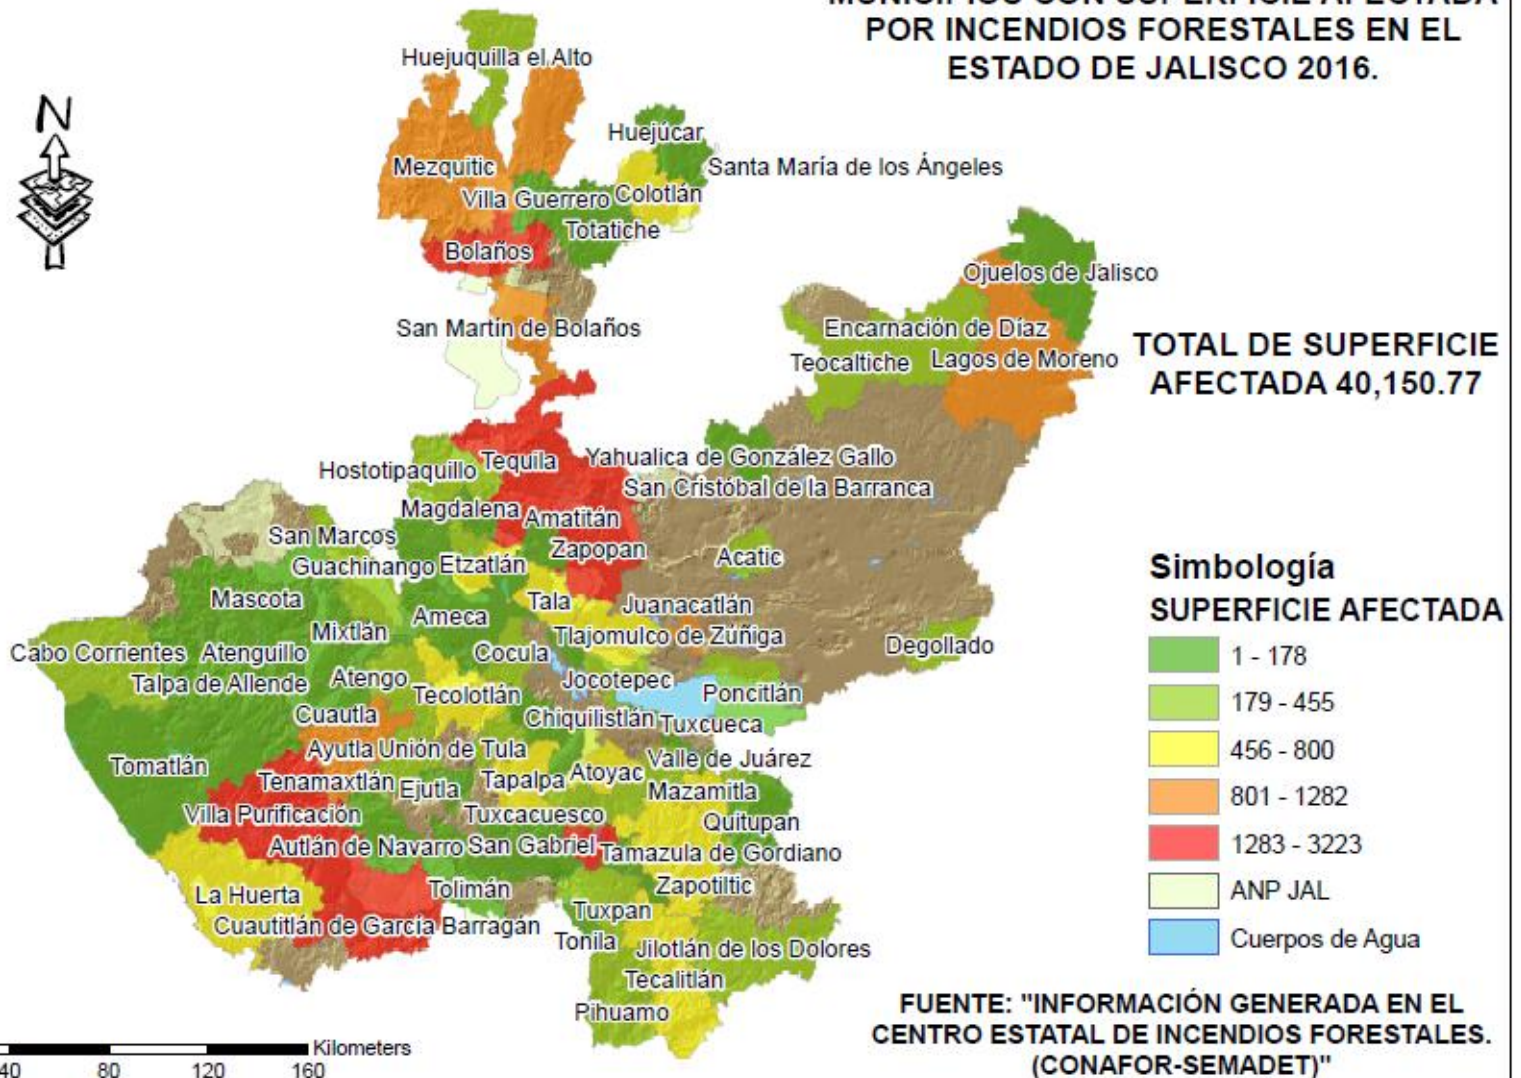 MUNICIPIOS CON SUPERFICIE AFECTADA
POR INCENDIOS FORESTALES EN EL
ESTADO DE JALISCO 2016.
N
Huejuquilla el Alto
Huejúcar
Mezquitic
Santa María de los Ángeles
Villa Guerrero
Colotlán
Totatiche
Bolaños
Ojuelos de Jalisco
San Martín de Bolaños
Encarnación de Díaz
Teocaltiche
Lagos de Moreno
TOTAL DE SUPERFICIE
AFECTADA 40,150.77
Hostotipaquillo
Tequila
Yahualica de González Gallo
San Cristóbal de la Barranca
Magdalena
Amatitán
San Marcos
Zapopan
Acatic
Guachinango
Etzatlán
Mascota
Ameca
Tala
Juanacatlán
Mixtlán
Tlajomulco de Zúñiga
Cabo Corrientes
Atenguillo
Cocula
Degollado
Talpa de Allende
Atengo
Tecolotlán
Jocotepec
Poncitlán
Cuautla
Chiquilistlán
Tuxcueca
Ayutla
Unión de Tula
Valle de Juárez
Tomatlán
Tenamaxtlán
Ejutla
Tapalpa
Atoyac
Mazamitla
Villa Purificación
Tuxcacuesco
Quitupan
Autlán de Navarro
San Gabriel
Tamazula de Gordiano
La Huerta
Tolimán
Zapotiltic
Cuautitlán de García Barragán
Tuxpan
Tonila
Jilotlán de los Dolores
Tecalitlán
Pihuamo
Simbología
SUPERFICIE AFECTADA
1 - 178
179 - 455
456 - 800
801 - 1282
1283 - 3223
ANP JAL
Cuerpos de Agua
FUENTE: "INFORMACIÓN GENERADA EN EL
CENTRO ESTATAL DE INCENDIOS FORESTALES.
(CONAFOR-SEMADET)"
Kilometers
40 80 120 160